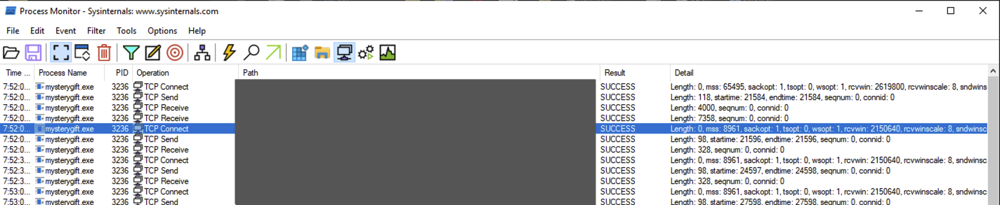 Process Monitor - Sysinternals: www.sysinternals.com
File Edit Event Filter Tools Options Help
Time ... Process Name PID Operation Path Result Detail
7:52:0... mysterygift.exe 3236 TCP Connect SUCCESS Length: 0, mss: 65495, sackopt: 1, tsopt: 0, wsopt: 1, rcvwin: 2619800, rcvwinscale: 8, sndwins
7:52:0... mysterygift.exe 3236 TCP Send SUCCESS Length: 118, startime: 21584, endtime: 21584, seqnum: 0, connid: 0
7:52:0... mysterygift.exe 3236 TCP Receive SUCCESS Length: 4000, seqnum: 0, connid: 0
7:52:0... mysterygift.exe 3236 TCP Receive SUCCESS Length: 7358, seqnum: 0, connid: 0
7:52:0... mysterygift.exe 3236 TCP Connect SUCCESS Length: 0, mss: 8961, sackopt: 1, tsopt: 0, wsopt: 1, rcvwin: 2150640, rcvwinscale: 8, sndwinsc
7:52:0... mysterygift.exe 3236 TCP Send SUCCESS Length: 98, startime: 21596, endtime: 21596, seqnum: 0, connid: 0
7:52:0... mysterygift.exe 3236 TCP Receive SUCCESS Length: 328, seqnum: 0, connid: 0
7:52:3... mysterygift.exe 3236 TCP Connect SUCCESS Length: 0, mss: 8961, sackopt: 1, tsopt: 0, wsopt: 1, rcvwin: 2150640, rcvwinscale: 8, sndwinsc
7:52:3... mysterygift.exe 3236 TCP Send SUCCESS Length: 98, startime: 24597, endtime: 24598, seqnum: 0, connid: 0
7:52:3... mysterygift.exe 3236 TCP Receive SUCCESS Length: 328, seqnum: 0, connid: 0
7:53:0... mysterygift.exe 3236 TCP Connect SUCCESS Length: 0, mss: 8961, sackopt: 1, tsopt: 0, wsopt: 1, rcvwin: 2150640, rcvwinscale: 8, sndwinsc
7:53:0... mysterygift.exe 3236 TCP Send SUCCESS Length: 98, startime: 27598, endtime: 27598, seqnum: 0, connid: 0